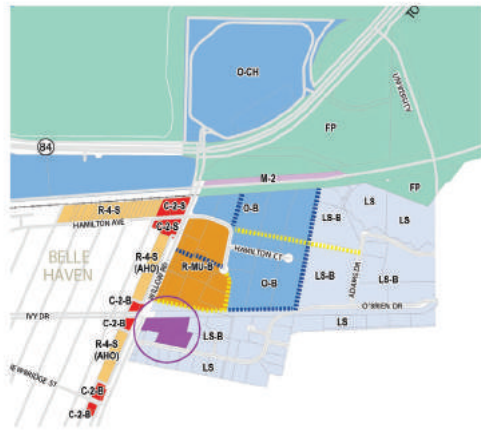 TO
O-CH
UNIVERSITY
FP
84
M-2
FP
R-4-S
C-2-S
HAMILTON AVE
C-2-S
O-B
LS-B
LS
LS
BELLE
HAVEN
R-4-S
(AHO)
WILLOW RD
R-MU-B
HAMILTON CT
O-B
LS-B
ADAMS DR
LS-B
C-2-B
O'BRIEN DR
IVY DR
C-2-B
LS-B
LS
R-4-S
(AHO)
LS
NEWBRIDGE ST
C-2-B
C-2-B